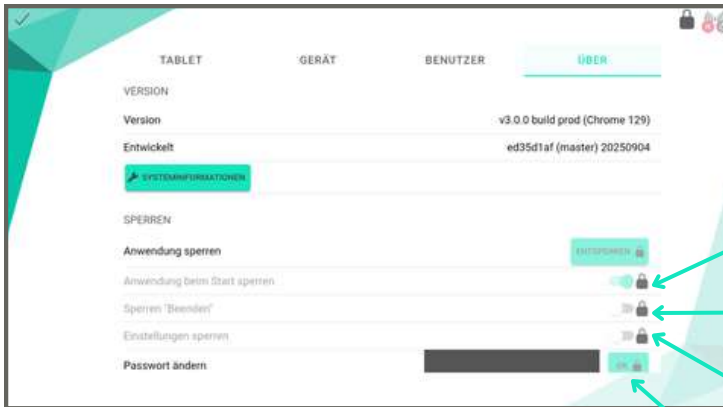 TABLET GERÄT BENUTZER ÜBER
VERSION
Version v3.0.0 build prod (Chrome 129)
Entwickelt ed35d1af (master) 20250904
SYSTEMINFORMATIONEN
SPERREN
Anwendung sperren ENTSPERREN
Anwendung beim Start sperren
Sperren "Beenden"
Einstellungen sperren
Passwort ändern OK